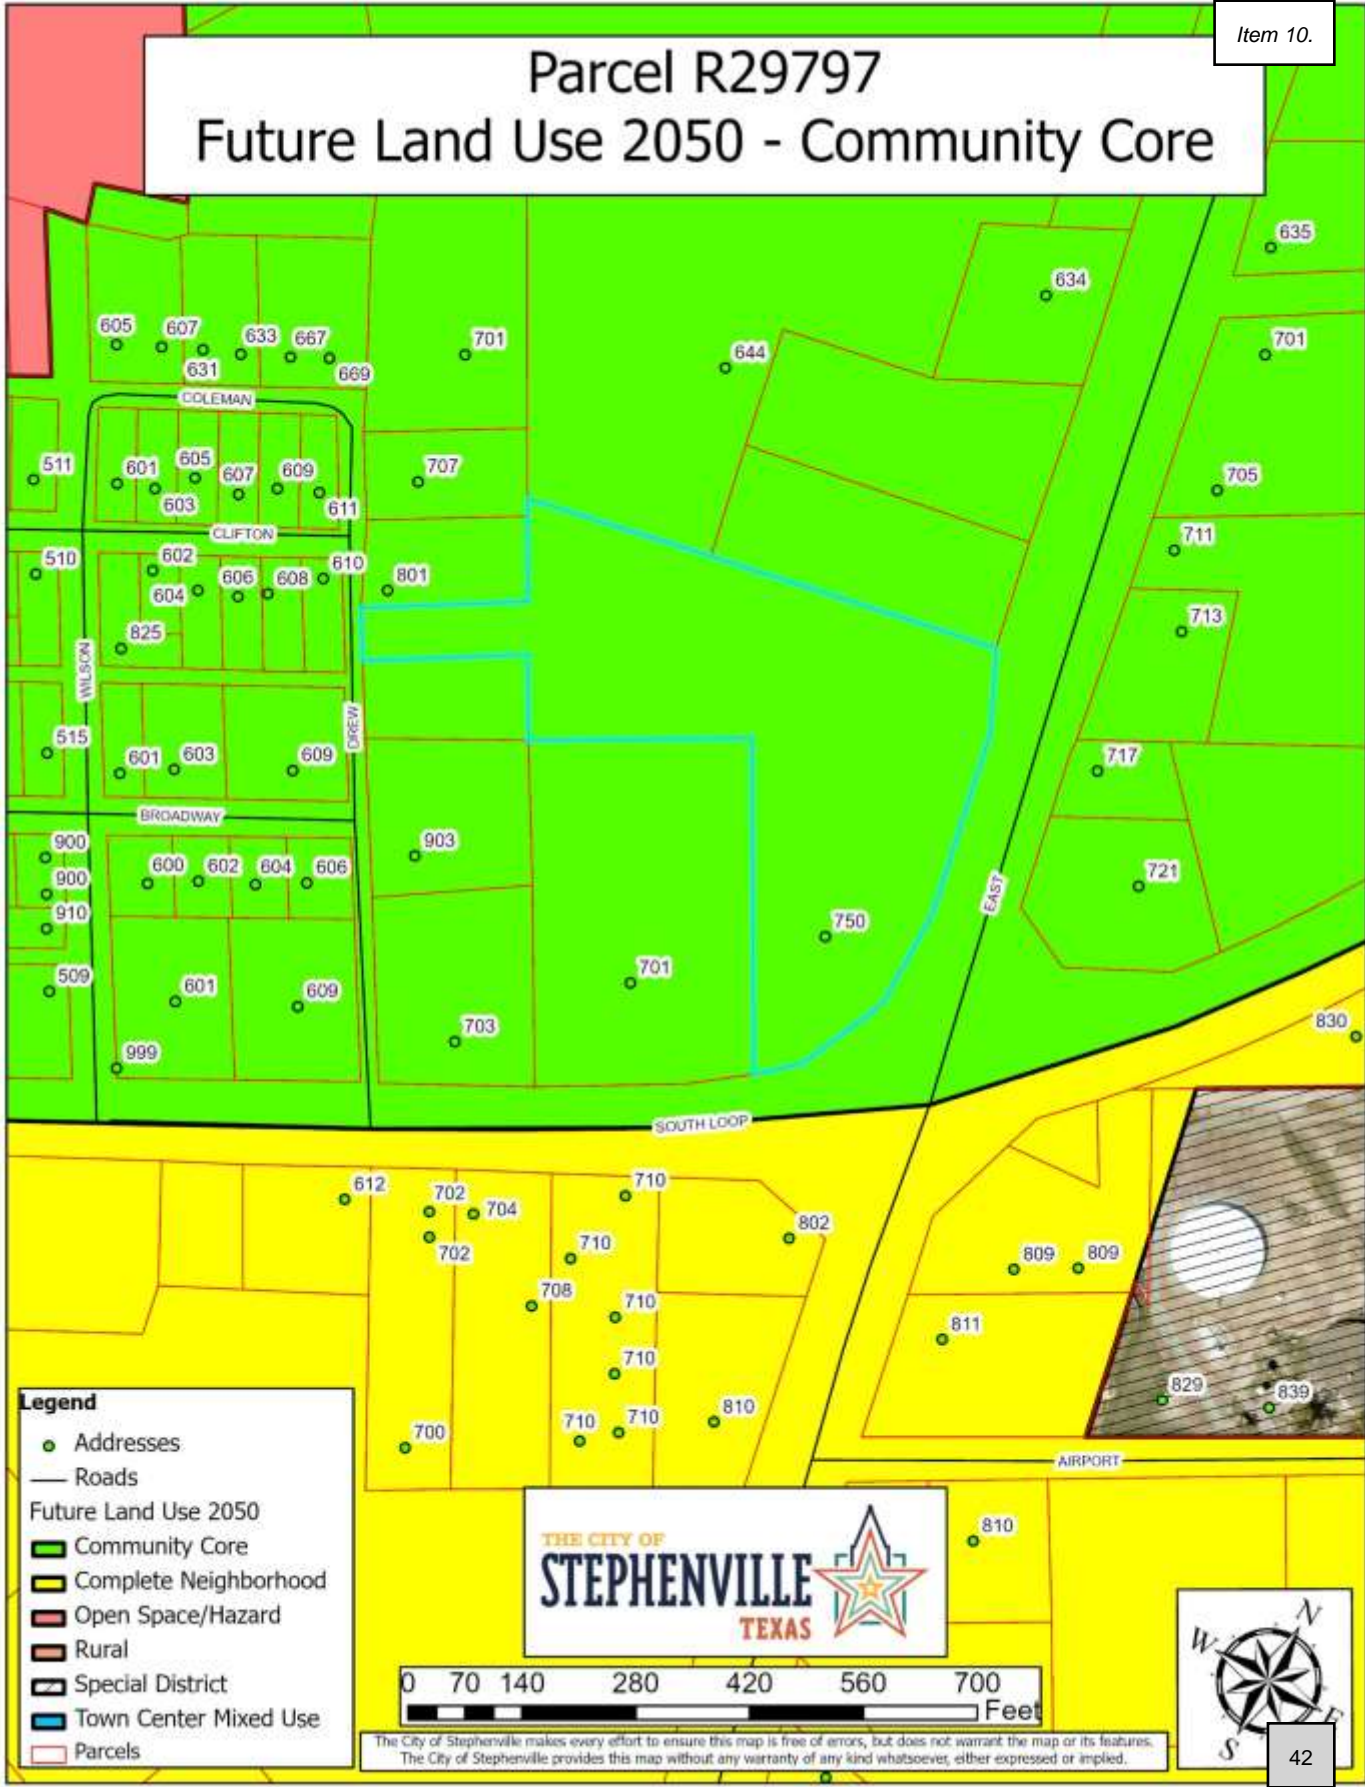 Item 10.
Parcel R29797
Future Land Use 2050 - Community Core
635
634
605
607
631
633
667
669
701
644
701
COLEMAN
511
601
603
605
607
609
611
707
705
CLIFTON
711
510
602
604
606
608
610
801
713
825
WILSON
DREW
515
601
603
609
717
BROADWAY
900
900
910
600
602
604
606
903
721
EAST
750
509
601
609
701
703
999
830
SOUTH LOOP
612
702
702
704
710
802
710
809
809
708
710
811
710
829
839
700
710
710
810
AIRPORT
810
Legend
Addresses
Roads
Future Land Use 2050
Community Core
Complete Neighborhood
Open Space/Hazard
Rural
Special District
Town Center Mixed Use
Parcels
THE CITY OF
STEPHENVILLE
TEXAS
0 70 140 280 420 560 700
Feet
The City of Stephenville makes every effort to ensure this map is free of errors, but does not warrant the map or its features.
The City of Stephenville provides this map without any warranty of any kind whatsoever, either expressed or implied.
N
W
E
S
42